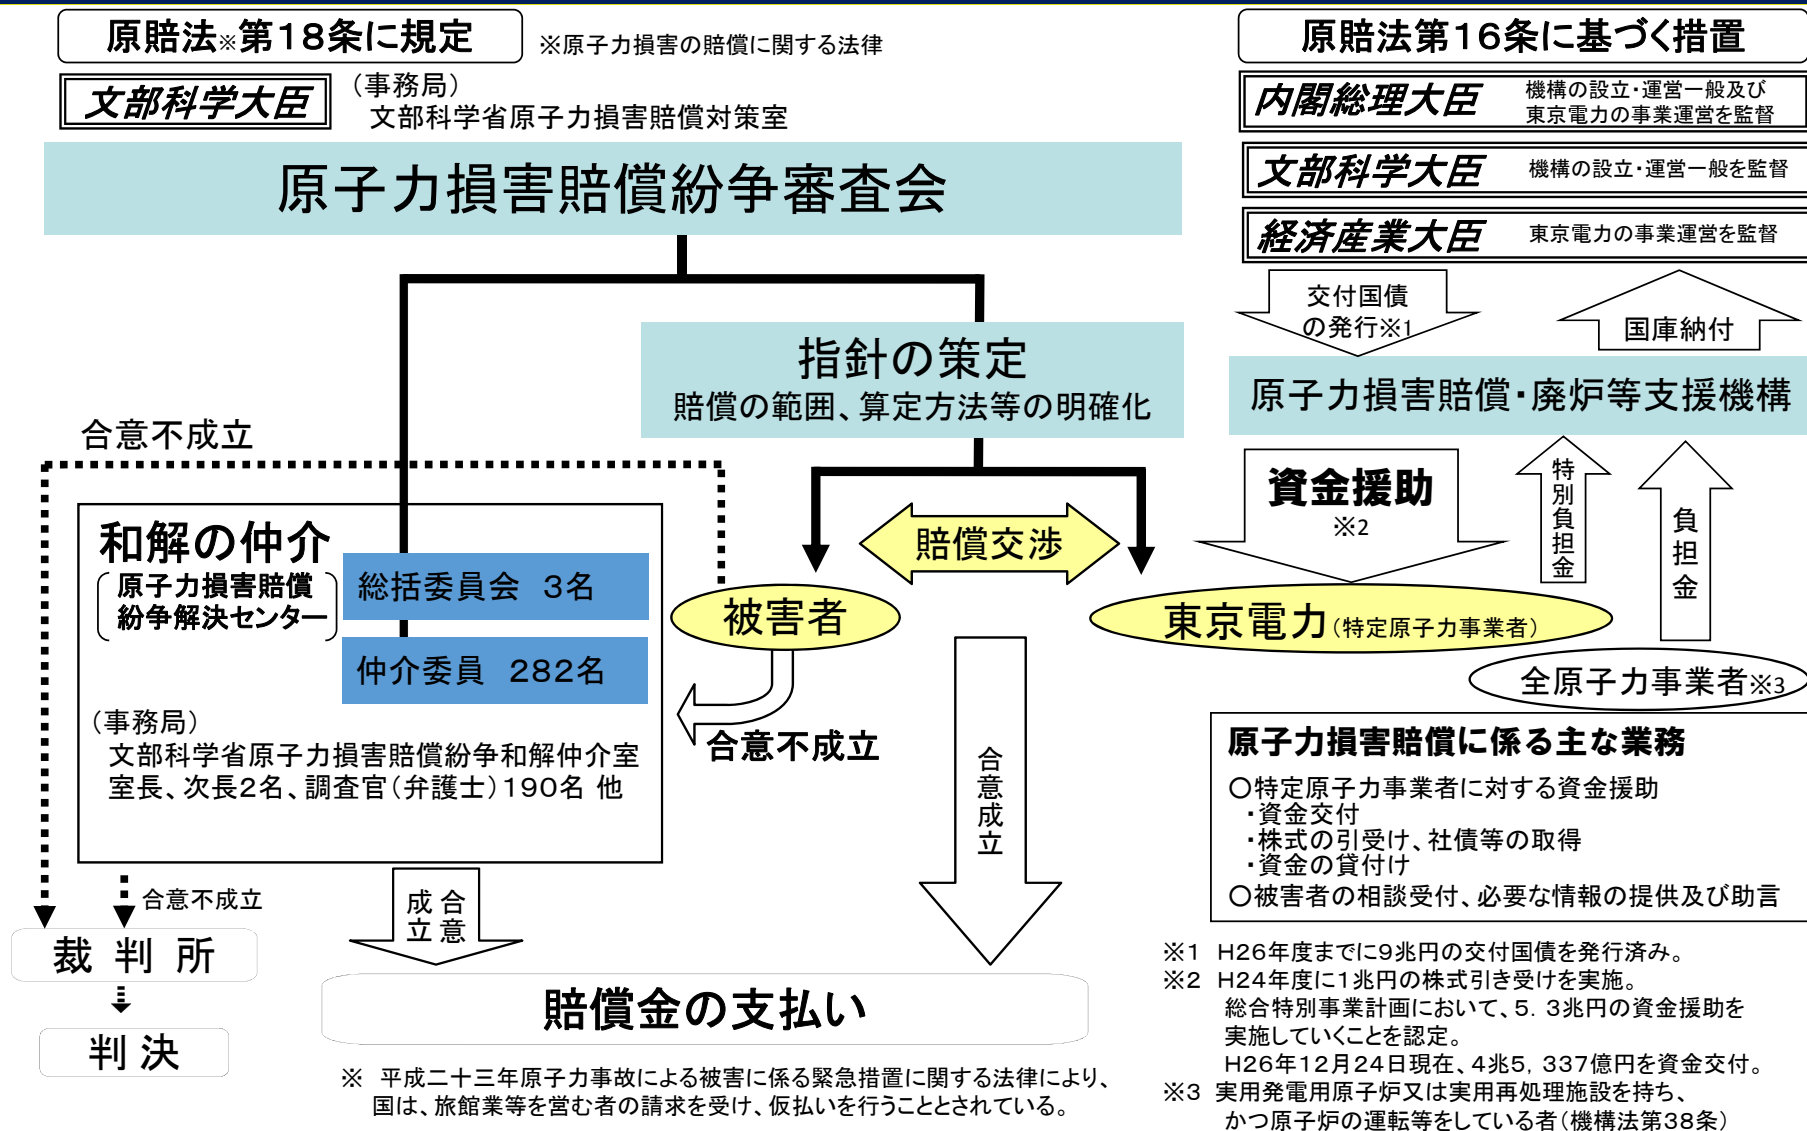 原賠法※第18条に規定
※原子力損害の賠償に関する法律
文部科学大臣
（事務局）
文部科学省原子力損害賠償対策室
原子力損害賠償紛争審査会
指針の策定
賠償の範囲、算定方法等の明確化
合意不成立
和解の仲介
原子力損害賠償
紛争解決センター
総括委員会　3名
仲介委員　282名
（事務局）
文部科学省原子力損害賠償紛争和解仲介室
室長、次長2名、調査官（弁護士）190名 他
賠償交渉
被害者
東京電力（特定原子力事業者）
合意不成立
合意成立
合意不成立
合意成立
裁判所
判決
賠償金の支払い
※　平成二十三年原子力事故による被害に係る緊急措置に関する法律により、
国は、旅館業等を営む者の請求を受け、仮払いを行うこととされている。
原賠法第16条に基づく措置
内閣総理大臣
機構の設立・運営一般及び
東京電力の事業運営を監督
文部科学大臣
機構の設立・運営一般を監督
経済産業大臣
東京電力の事業運営を監督
交付国債
の発行※1
国庫納付
原子力損害賠償・廃炉等支援機構
資金援助
※2
特別負担金
負担金
全原子力事業者※3
原子力損害賠償に係る主な業務
○特定原子力事業者に対する資金援助
・資金交付
・株式の引受け、社債等の取得
・資金の貸付け
○被害者の相談受付、必要な情報の提供及び助言
※1　H26年度までに9兆円の交付国債を発行済み。
※2　H24年度に1兆円の株式引き受けを実施。
総合特別事業計画において、5．3兆円の資金援助を
実施していくことを認定。
H26年12月24日現在、4兆5，337億円を資金交付。
※3　実用発電用原子炉又は実用再処理施設を持ち、
かつ原子炉の運転等をしている者（機構法第38条）